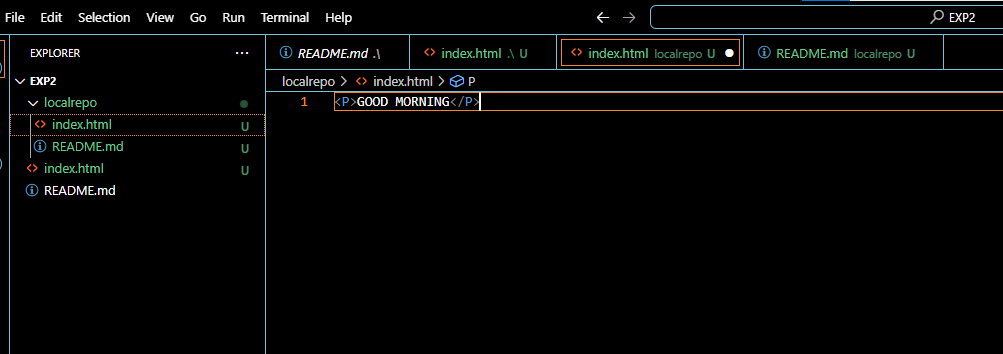 File Edit Selection View Go Run Terminal Help
EXP2
EXPLORER ...
README.md .\ index.html .\ U index.html localrepo U README.md localrepo U
EXP2
localrepo > index.html > P
localrepo
1 <P>GOOD MORNING</P>
index.html U
README.md U
index.html U
README.md